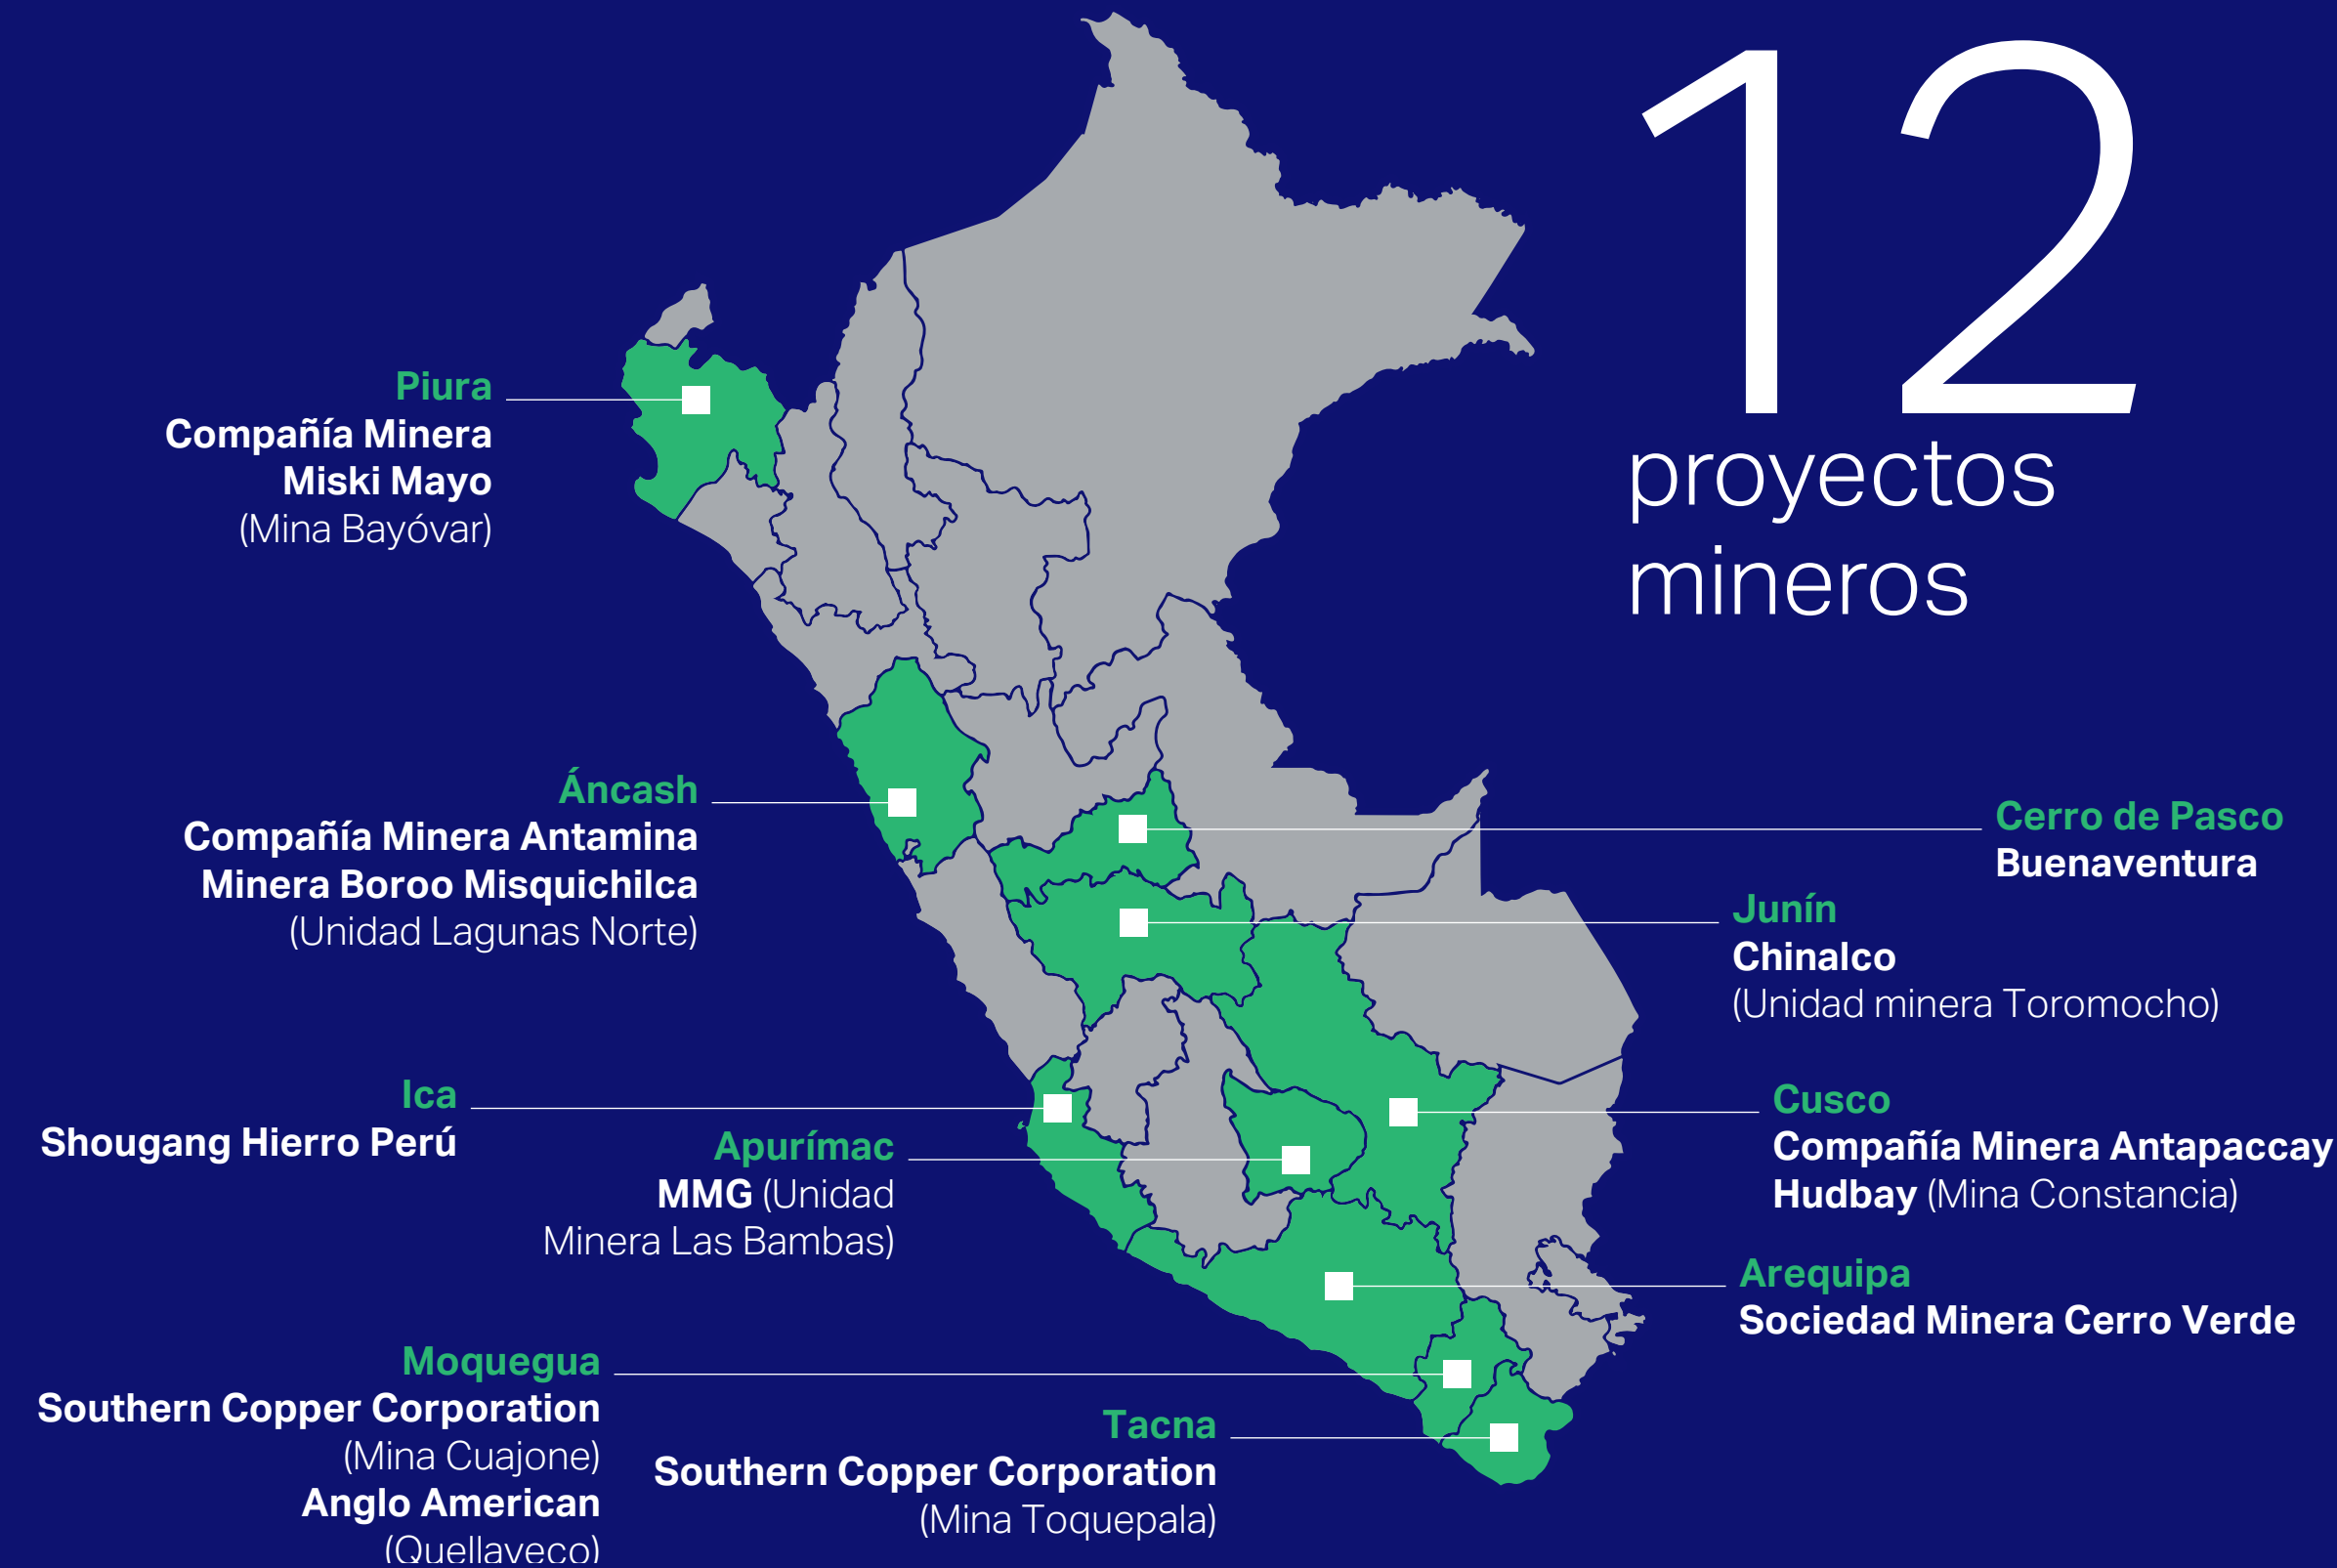 12
proyectos
mineros
Piura
Compañía Minera
Miski Mayo
(Mina Bayóvar)
Áncash
Compañía Minera Antamina
Minera Boroo Misquichilca
(Unidad Lagunas Norte)
Cerro de Pasco
Buenaventura
Junín
Chinalco
(Unidad minera Toromocho)
Ica
Shougang Hierro Perú
Apurímac
MMG (Unidad
Minera Las Bambas)
Cusco
Compañía Minera Antapaccay
Hudbay (Mina Constancia)
Arequipa
Sociedad Minera Cerro Verde
Moquegua
Southern Copper Corporation
(Mina Cuajone)
Anglo American
(Quellaveco)
Tacna
Southern Copper Corporation
(Mina Toquepala)